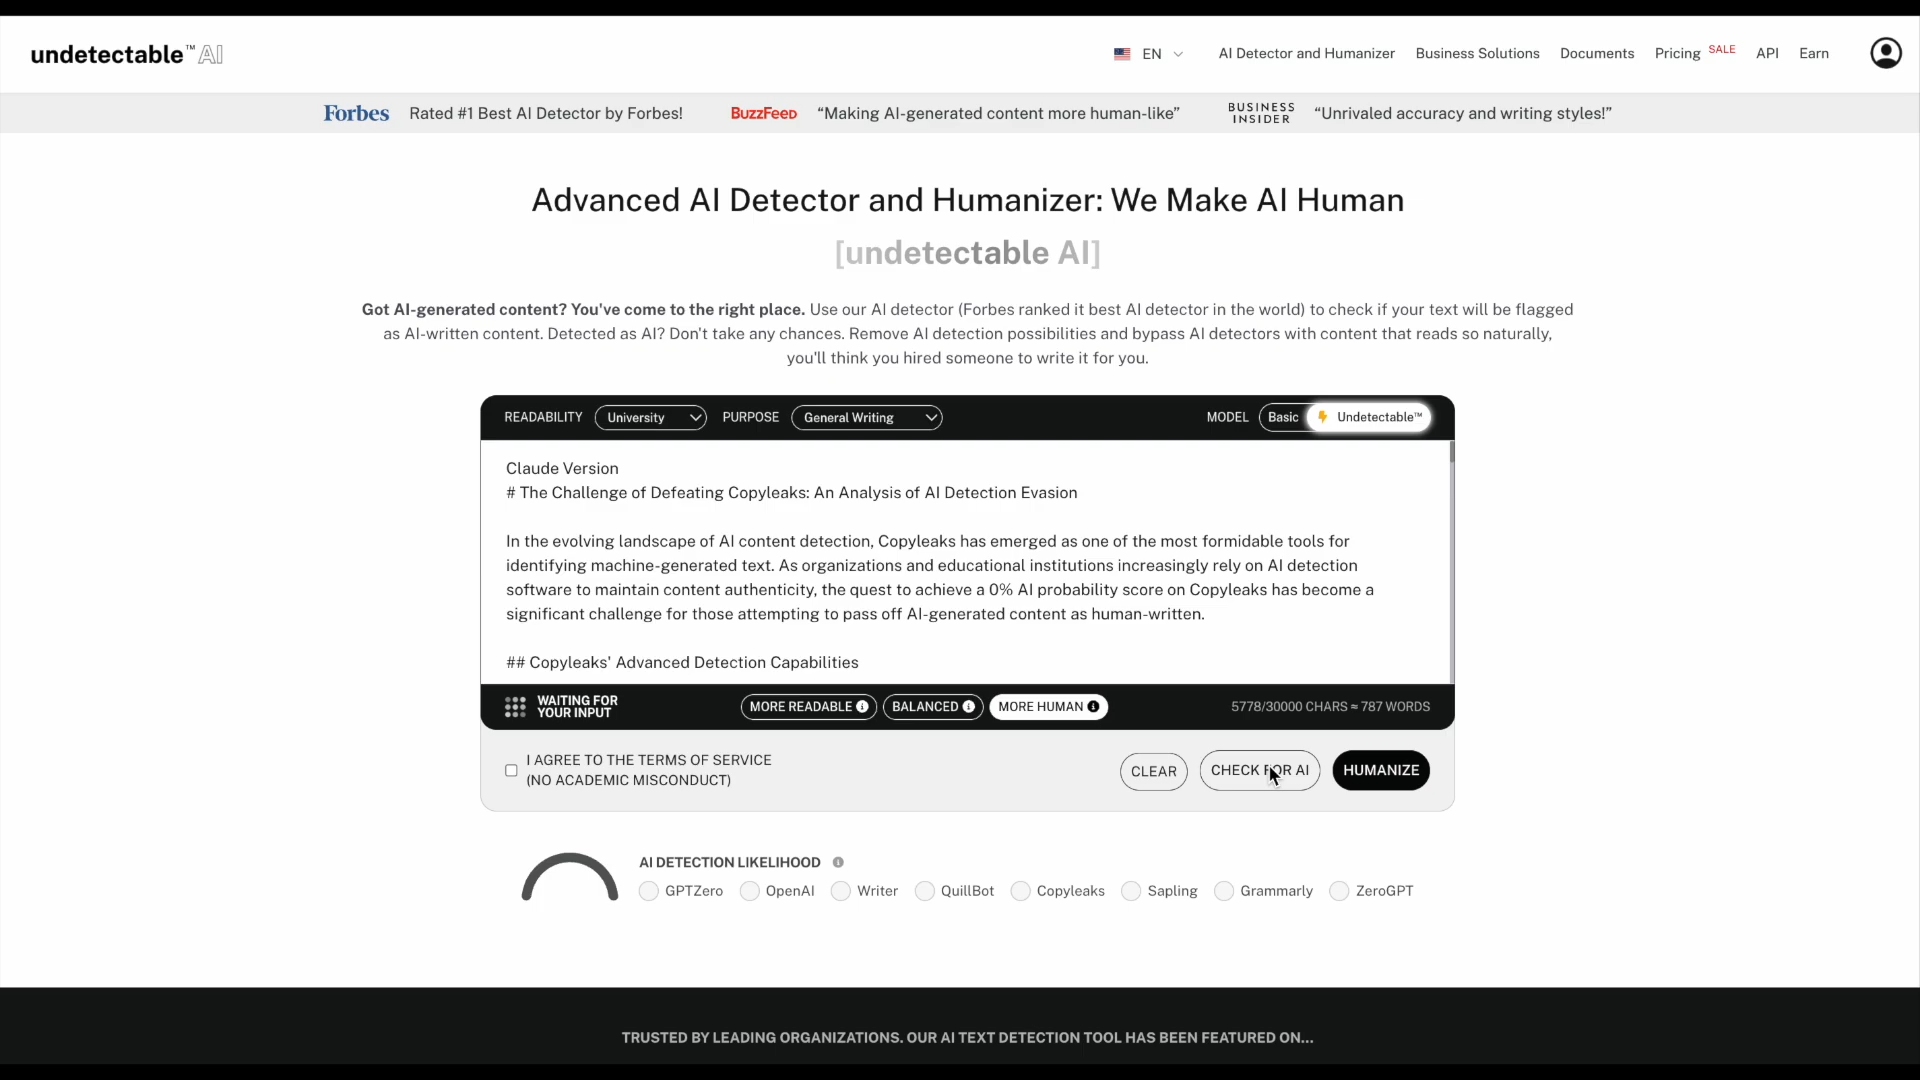 undetectable™ AI
EN
AI Detector and Humanizer
Business Solutions
Documents
Pricing SALE
API
Earn
Forbes Rated #1 Best AI Detector by Forbes!
BuzzFeed “Making AI-generated content more human-like”
BUSINESS INSIDER “Unrivaled accuracy and writing styles!”
Advanced AI Detector and Humanizer: We Make AI Human
[undetectable AI]
Got AI-generated content? You've come to the right place. Use our AI detector (Forbes ranked it best AI detector in the world) to check if your text will be flagged
as AI-written content. Detected as AI? Don't take any chances. Remove AI detection possibilities and bypass AI detectors with content that reads so naturally,
you'll think you hired someone to write it for you.
READABILITY University PURPOSE General Writing MODEL Basic Undetectable™
Claude Version
# The Challenge of Defeating Copyleaks: An Analysis of AI Detection Evasion
In the evolving landscape of AI content detection, Copyleaks has emerged as one of the most formidable tools for
identifying machine-generated text. As organizations and educational institutions increasingly rely on AI detection
software to maintain content authenticity, the quest to achieve a 0% AI probability score on Copyleaks has become a
significant challenge for those attempting to pass off AI-generated content as human-written.
## Copyleaks' Advanced Detection Capabilities
WAITING FOR
YOUR INPUT
MORE READABLE
BALANCED
MORE HUMAN
5778/30000 CHARS ≈ 787 WORDS
I AGREE TO THE TERMS OF SERVICE
(NO ACADEMIC MISCONDUCT)
CLEAR
CHECK FOR AI
HUMANIZE
AI DETECTION LIKELIHOOD
GPTZero OpenAI Writer QuillBot Copyleaks Sapling Grammarly ZeroGPT
TRUSTED BY LEADING ORGANIZATIONS. OUR AI TEXT DETECTION TOOL HAS BEEN FEATURED ON...